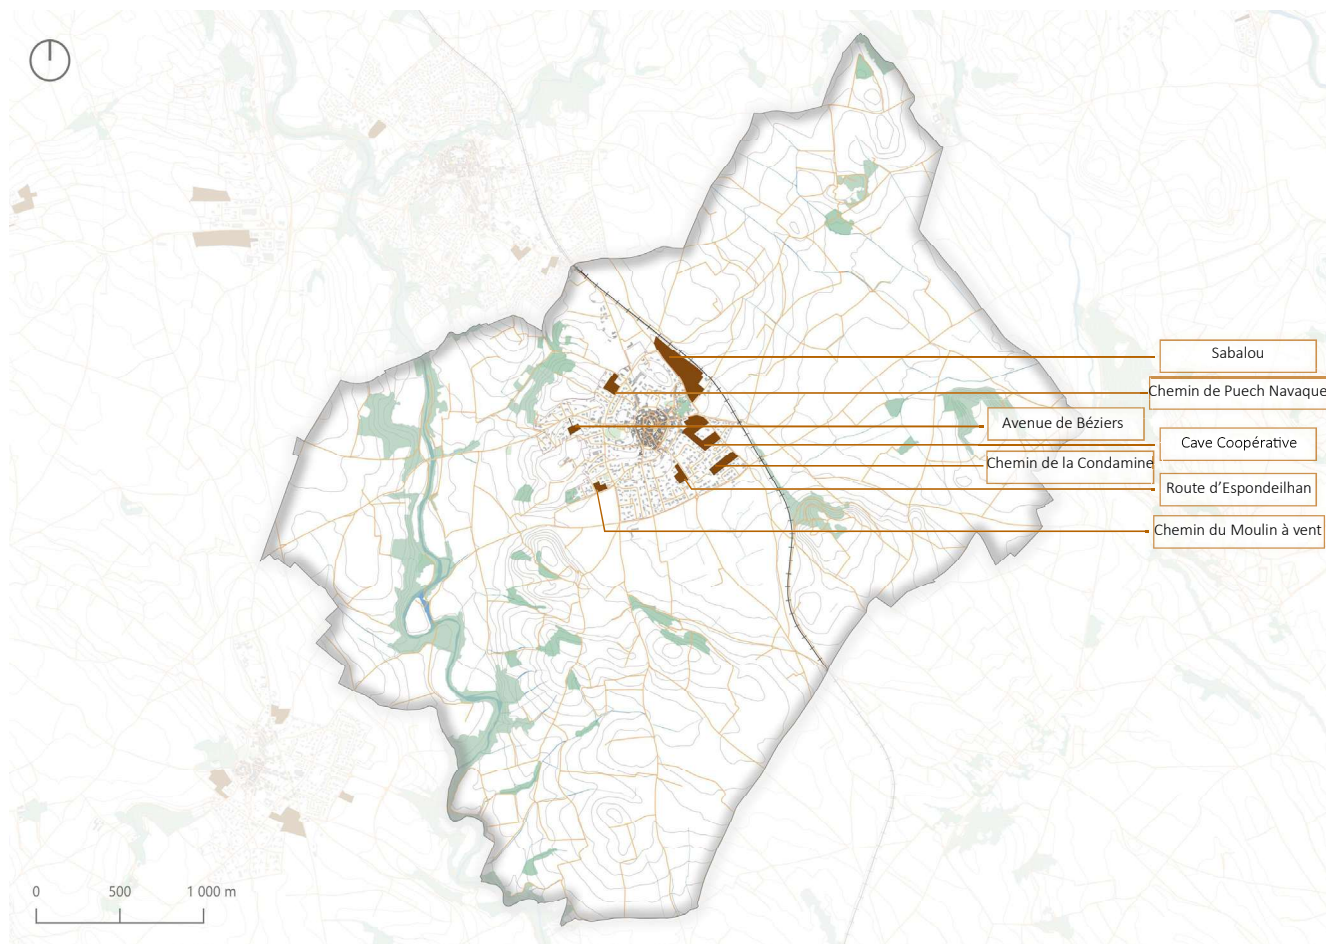 Sabalou
Chemin de Puech Navaque
Avenue de Béziers
Cave Coopérative
Chemin de la Condamine
Route d’Espondeilhan
Chemin du Moulin à vent
0 500 1 000 m